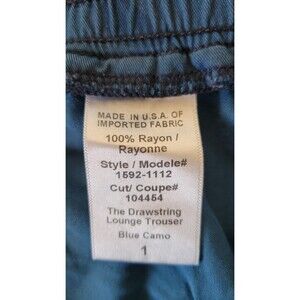 MADE IN U.S.A. OF
IMPORTED FABRIC
100% Rayon /
Rayonne
Style / Modele#
1592-1112
Cut/ Coupe#
104454
The Drawstring
Lounge Trouser
Blue Camo
1